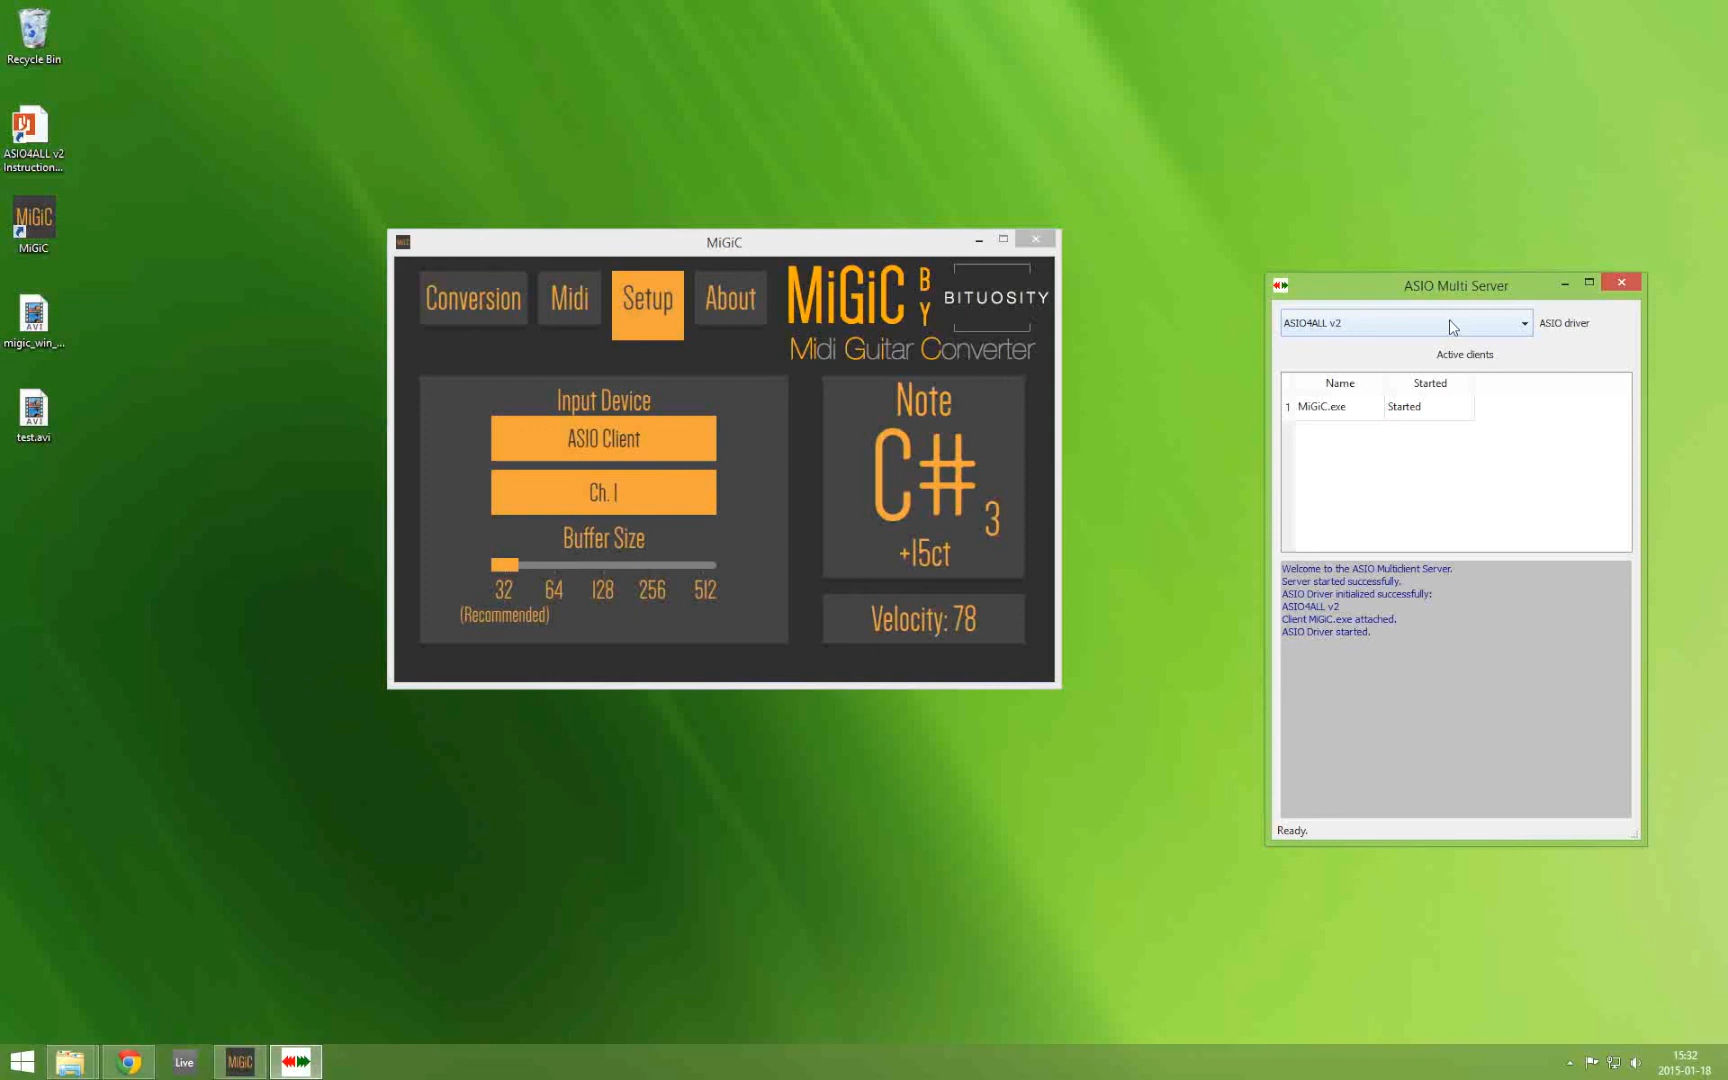 Recycle Bin
ASIO4ALL v2
Instruction...
MiGiC
MiGiC
migic_win_...
test.avi
AVI
AVI
MiGiC
Conversion
Midi
Setup
About
MiGiC BY
BITUOSITY
Midi Guitar Converter
Input Device
ASIO Client
Ch. 1
Buffer Size
32 64 128 256 512
(Recommended)
Note
C#
3
+15ct
Velocity: 78
ASIO Multi Server
ASIO4ALL v2
ASIO driver
Active clients
Name Started
1 MiGiC.exe Started
Welcome to the ASIO Multiclient Server.
Server started successfully.
ASIO Driver initialized successfully:
ASIO4ALL v2
Client MiGiC.exe attached.
ASIO Driver started.
Ready.
Live
MiGiC
15:32
2015-01-18